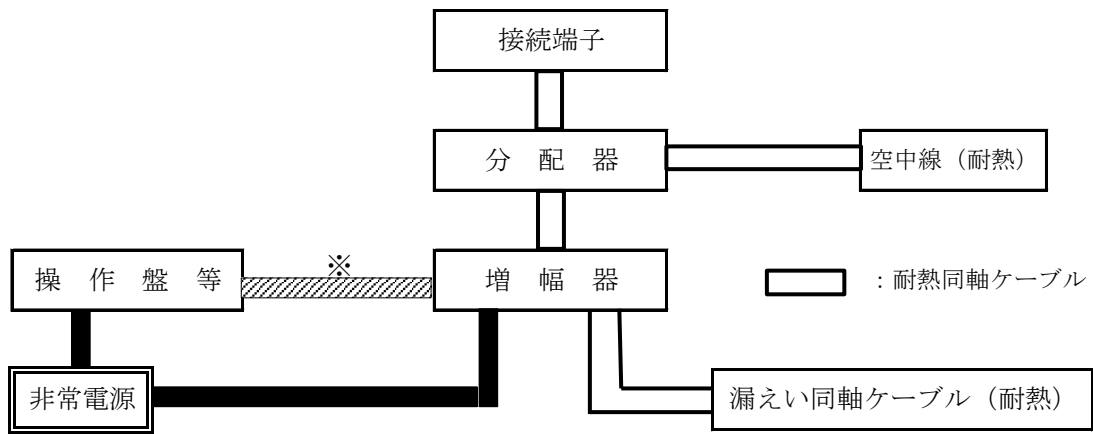 接続端子
分配器
空中線（耐熱）
操作盤等
※
増幅器
：耐熱同軸ケーブル
非常電源
漏えい同軸ケーブル（耐熱）